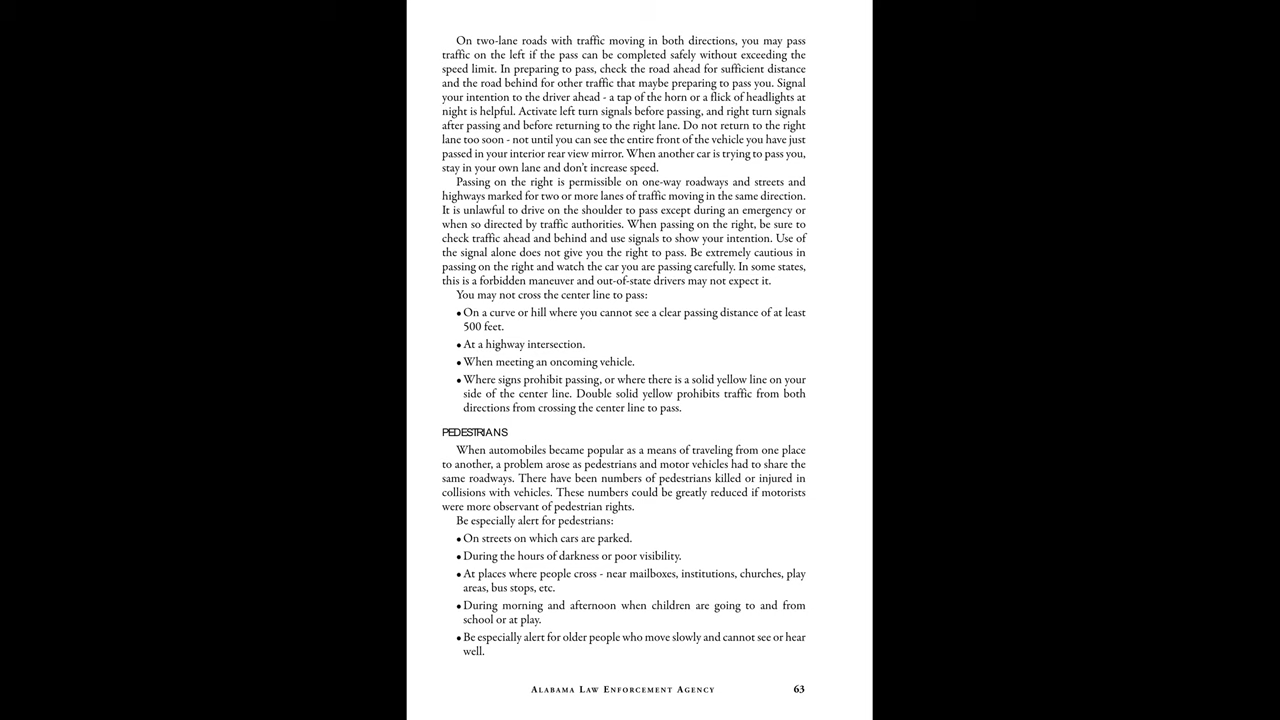 On two-lane roads with traffic moving in both directions, you may pass
traffic on the left if the pass can be completed safely without exceeding the
speed limit. In preparing to pass, check the road ahead for sufficient distance
and the road behind for other traffic that maybe preparing to pass you. Signal
your intention to the driver ahead - a tap of the horn or a flick of headlights at
night is helpful. Activate left turn signals before passing, and right turn signals
after passing and before returning to the right lane. Do not return to the right
lane too soon - not until you can see the entire front of the vehicle you have just
passed in your interior rear view mirror. When another car is trying to pass you,
stay in your own lane and don't increase speed.
Passing on the right is permissible on one-way roadways and streets and
highways marked for two or more lanes of traffic moving in the same direction.
It is unlawful to drive on the shoulder to pass except during an emergency or
when so directed by traffic authorities. When passing on the right, be sure to
check traffic ahead and behind and use signals to show your intention. Use of
the signal alone does not give you the right to pass. Be extremely cautious in
passing on the right and watch the car you are passing carefully. In some states,
this is a forbidden maneuver and out-of-state drivers may not expect it.
You may not cross the center line to pass:
• On a curve or hill where you cannot see a clear passing distance of at least
500 feet.
• At a highway intersection.
• When meeting an oncoming vehicle.
• Where signs prohibit passing, or where there is a solid yellow line on your
side of the center line. Double solid yellow prohibits traffic from both
directions from crossing the center line to pass.
PEDESTRIANS
When automobiles became popular as a means of traveling from one place
to another, a problem arose as pedestrians and motor vehicles had to share the
same roadways. There have been numbers of pedestrians killed or injured in
collisions with vehicles. These numbers could be greatly reduced if motorists
were more observant of pedestrian rights.
Be especially alert for pedestrians:
• On streets on which cars are parked.
• During the hours of darkness or poor visibility.
• At places where people cross - near mailboxes, institutions, churches, play
areas, bus stops, etc.
• During morning and afternoon when children are going to and from
school or at play.
• Be especially alert for older people who move slowly and cannot see or hear
well.
Alabama Law Enforcement Agency 63